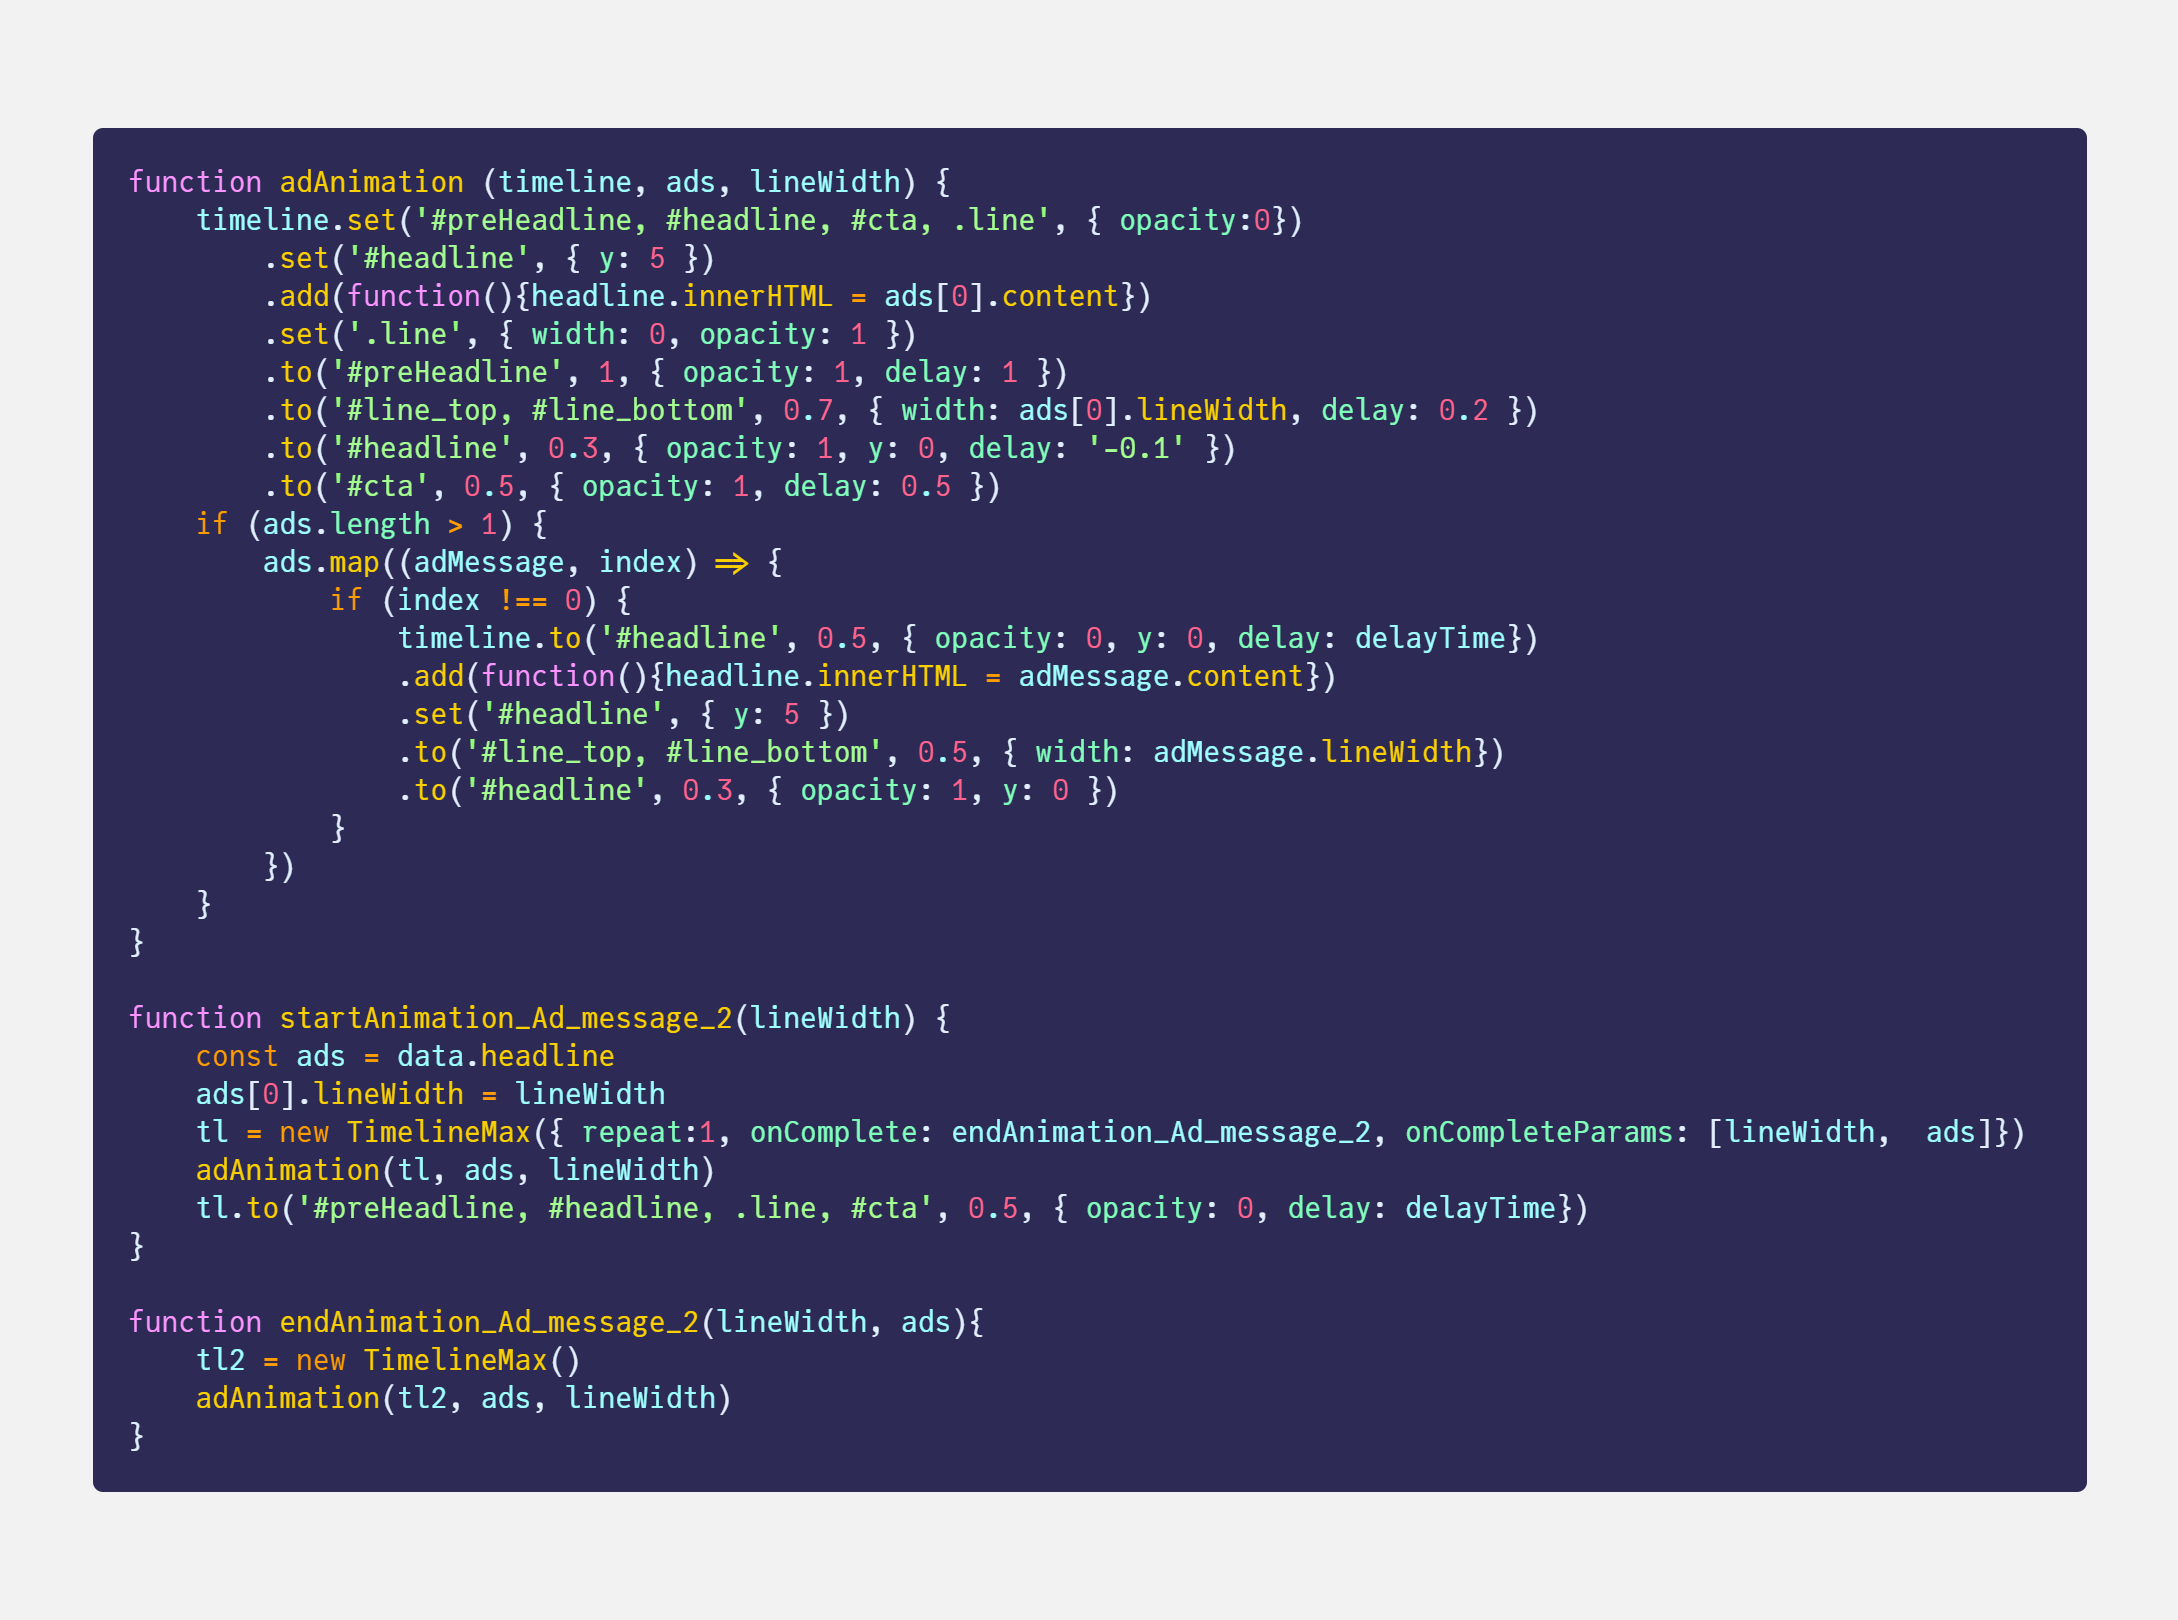 function adAnimation (timeline, ads, lineWidth) {
    timeline.set('#preHeadline, #headline, #cta, .line', { opacity:0})
        .set('#headline', { y: 5 })
        .add(function(){headline.innerHTML = ads[0].content})
        .set('.line', { width: 0, opacity: 1 })
        .to('#preHeadline', 1, { opacity: 1, delay: 1 })
        .to('#line_top, #line_bottom', 0.7, { width: ads[0].lineWidth, delay: 0.2 })
        .to('#headline', 0.3, { opacity: 1, y: 0, delay: '-0.1' })
        .to('#cta', 0.5, { opacity: 1, delay: 0.5 })
    if (ads.length > 1) {
        ads.map((adMessage, index) => {
            if (index !== 0) {
                timeline.to('#headline', 0.5, { opacity: 0, y: 0, delay: delayTime})
                .add(function(){headline.innerHTML = adMessage.content})
                .set('#headline', { y: 5 })
                .to('#line_top, #line_bottom', 0.5, { width: adMessage.lineWidth})
                .to('#headline', 0.3, { opacity: 1, y: 0 })
            }
        })
    }
}

function startAnimation_Ad_message_2(lineWidth) {
    const ads = data.headline
    ads[0].lineWidth = lineWidth
    tl = new TimelineMax({ repeat:1, onComplete: endAnimation_Ad_message_2, onCompleteParams: [lineWidth,  ads]})
    adAnimation(tl, ads, lineWidth)
    tl.to('#preHeadline, #headline, .line, #cta', 0.5, { opacity: 0, delay: delayTime})
}

function endAnimation_Ad_message_2(lineWidth, ads){
    tl2 = new TimelineMax()
    adAnimation(tl2, ads, lineWidth)
}